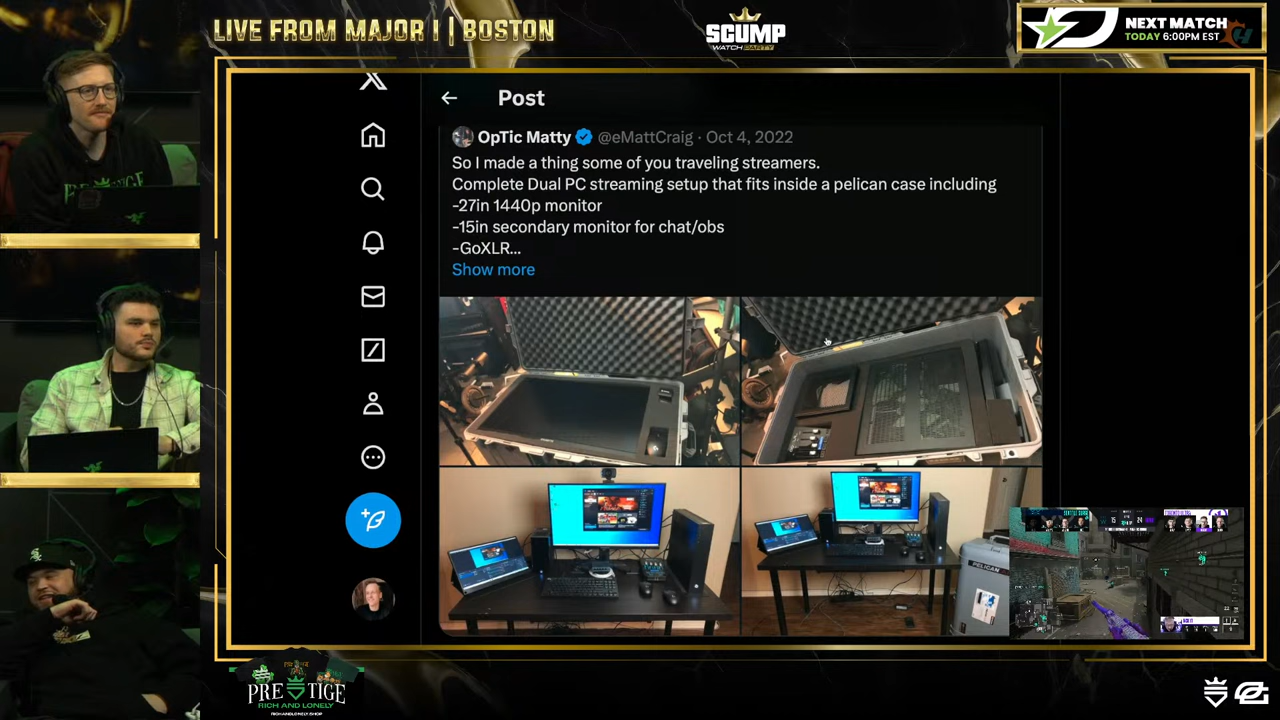 LIVE FROM MAJOR I | BOSTON
SCUMP
WATCH PARTY
NEXT MATCH
TODAY 6:00PM EST
Post
OpTic Matty @eMattCraig · Oct 4, 2022
So I made a thing some of you traveling streamers.
Complete Dual PC streaming setup that fits inside a pelican case including
-27in 1440p monitor
-15in secondary monitor for chat/obs
-GoXLR...
Show more
PELICAN
PRESTIGE
RICH AND LONELY
RICHANDLONELY.SHOP